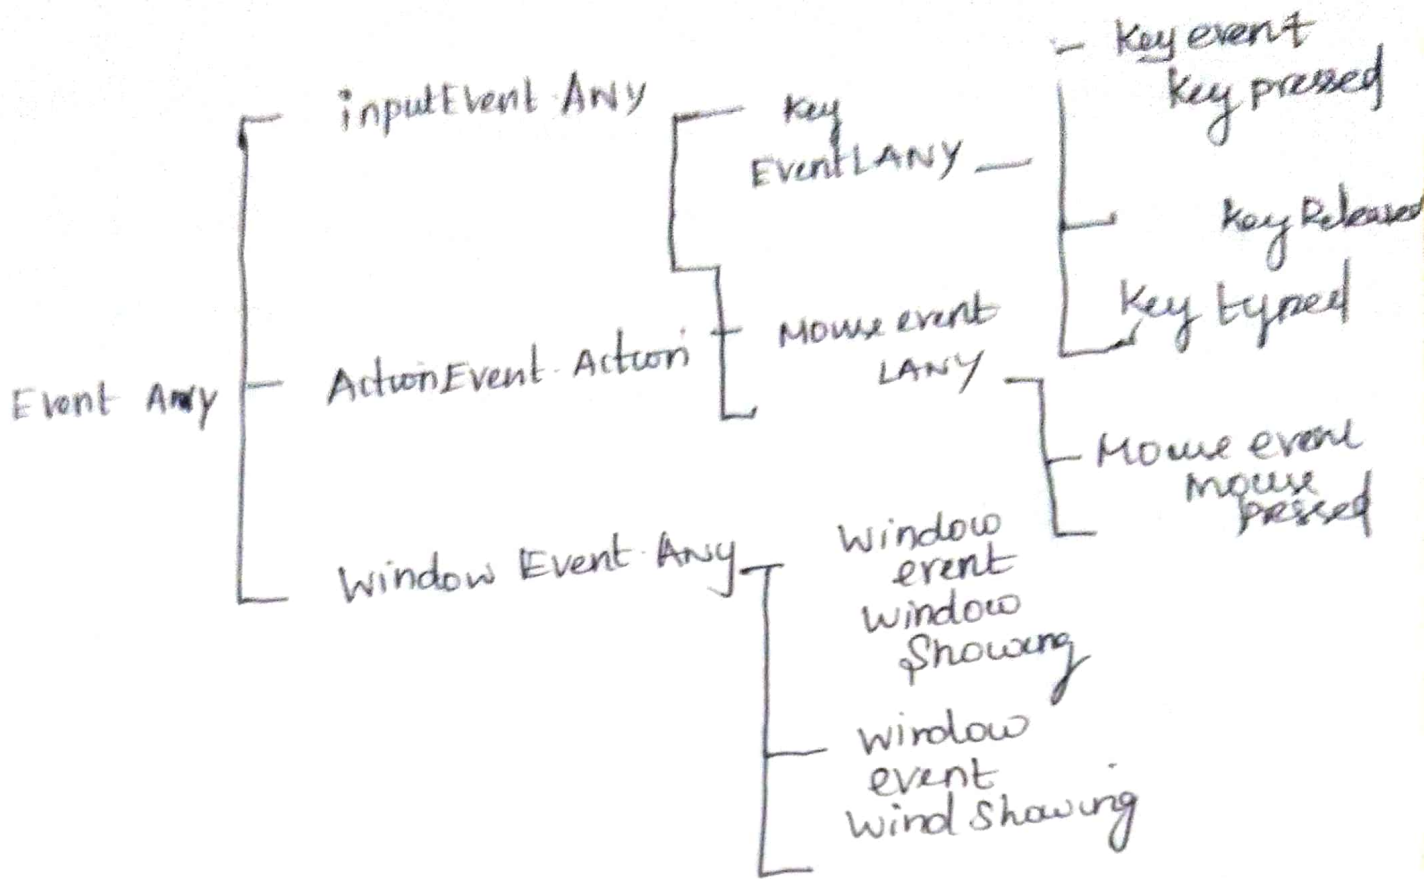 Key event
Key pressed
inputEvent ANY
Key
EventLANY
Key Released
Key typed
Mouse event
LANY
ActionEvent. Action
Event Any
Mouse event
Mouse
pressed
Window Event. Any
Window
event
Window
Showing
Window
event
Wind Showing